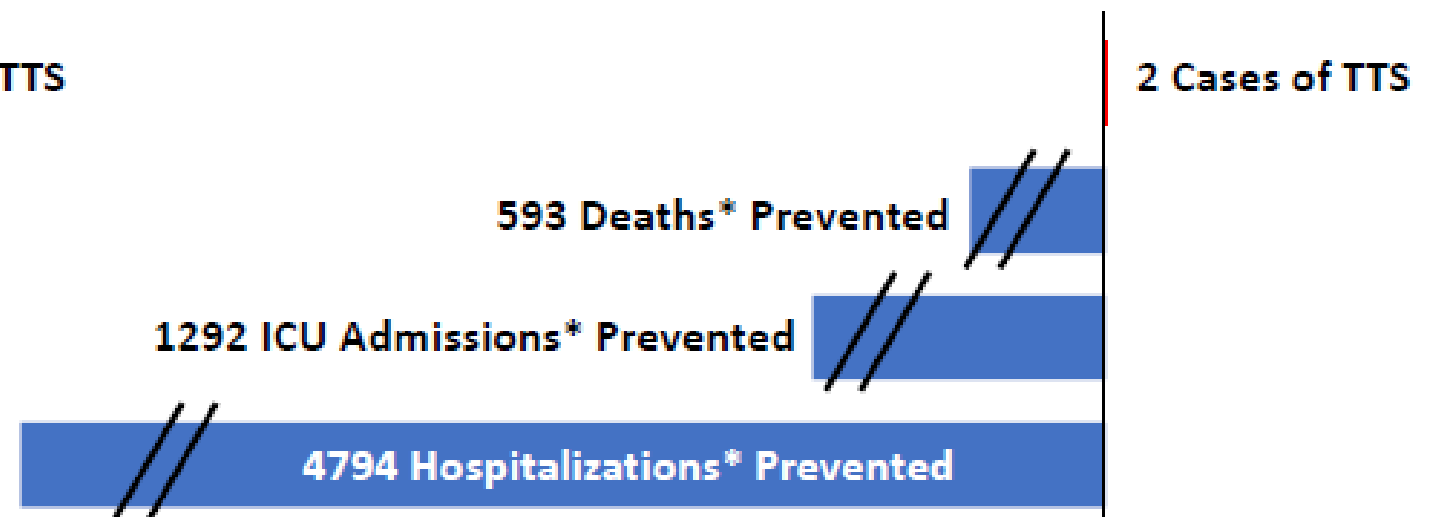 TTS
2 Cases of TTS
593 Deaths* Prevented
1292 ICU Admissions* Prevented
4794 Hospitalizations* Prevented